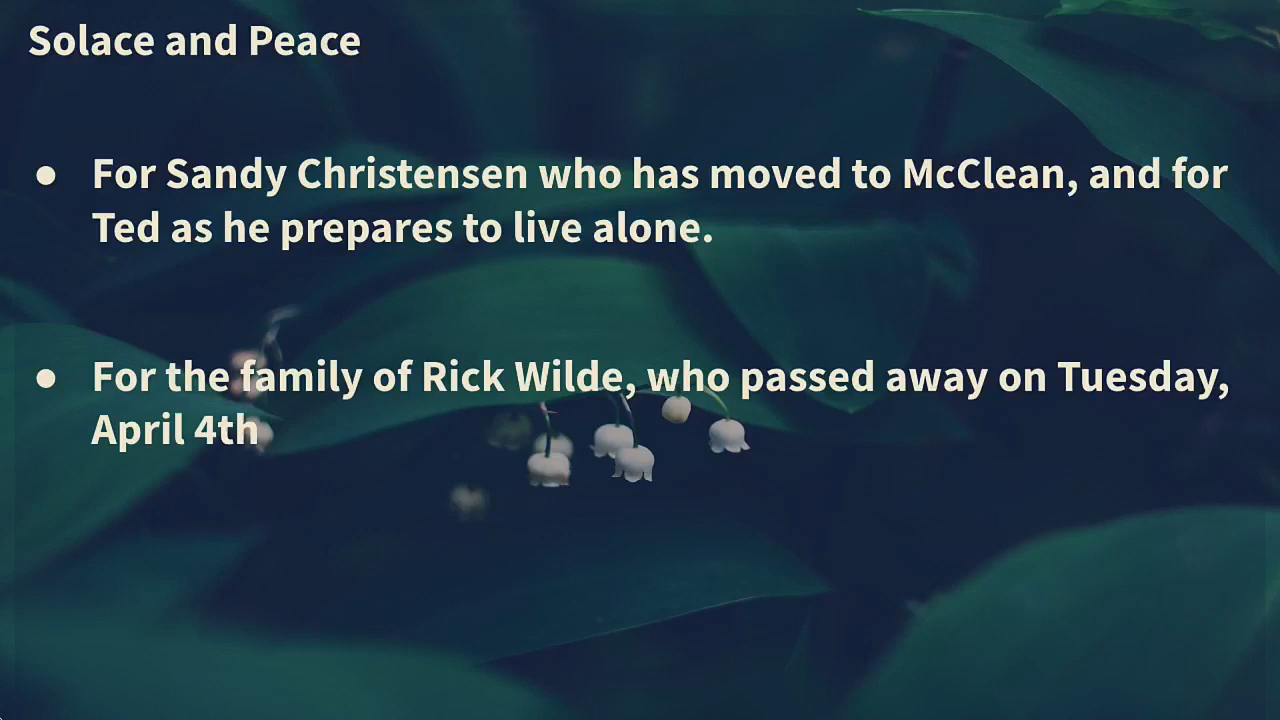 Solace and Peace
● For Sandy Christensen who has moved to McClean, and for
Ted as he prepares to live alone.
● For the family of Rick Wilde, who passed away on Tuesday,
April 4th